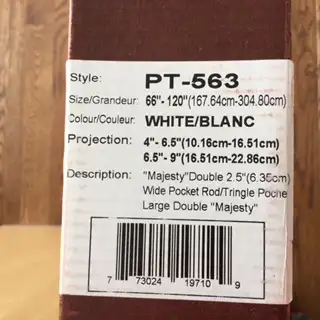 Style: PT-563
Size/Grandeur: 66"- 120"(167.64cm-304.80cm)
Colour/Couleur: WHITE/BLANC
Projection: 4"- 6.5"(10.16cm-16.51cm)
6.5"- 9"(16.51cm-22.86cm)
Description: "Majesty"Double 2.5"(6.35cm)
Wide Pocket Rod/Tringle Poche
Large Double "Majesty"
7 73024 19710 9